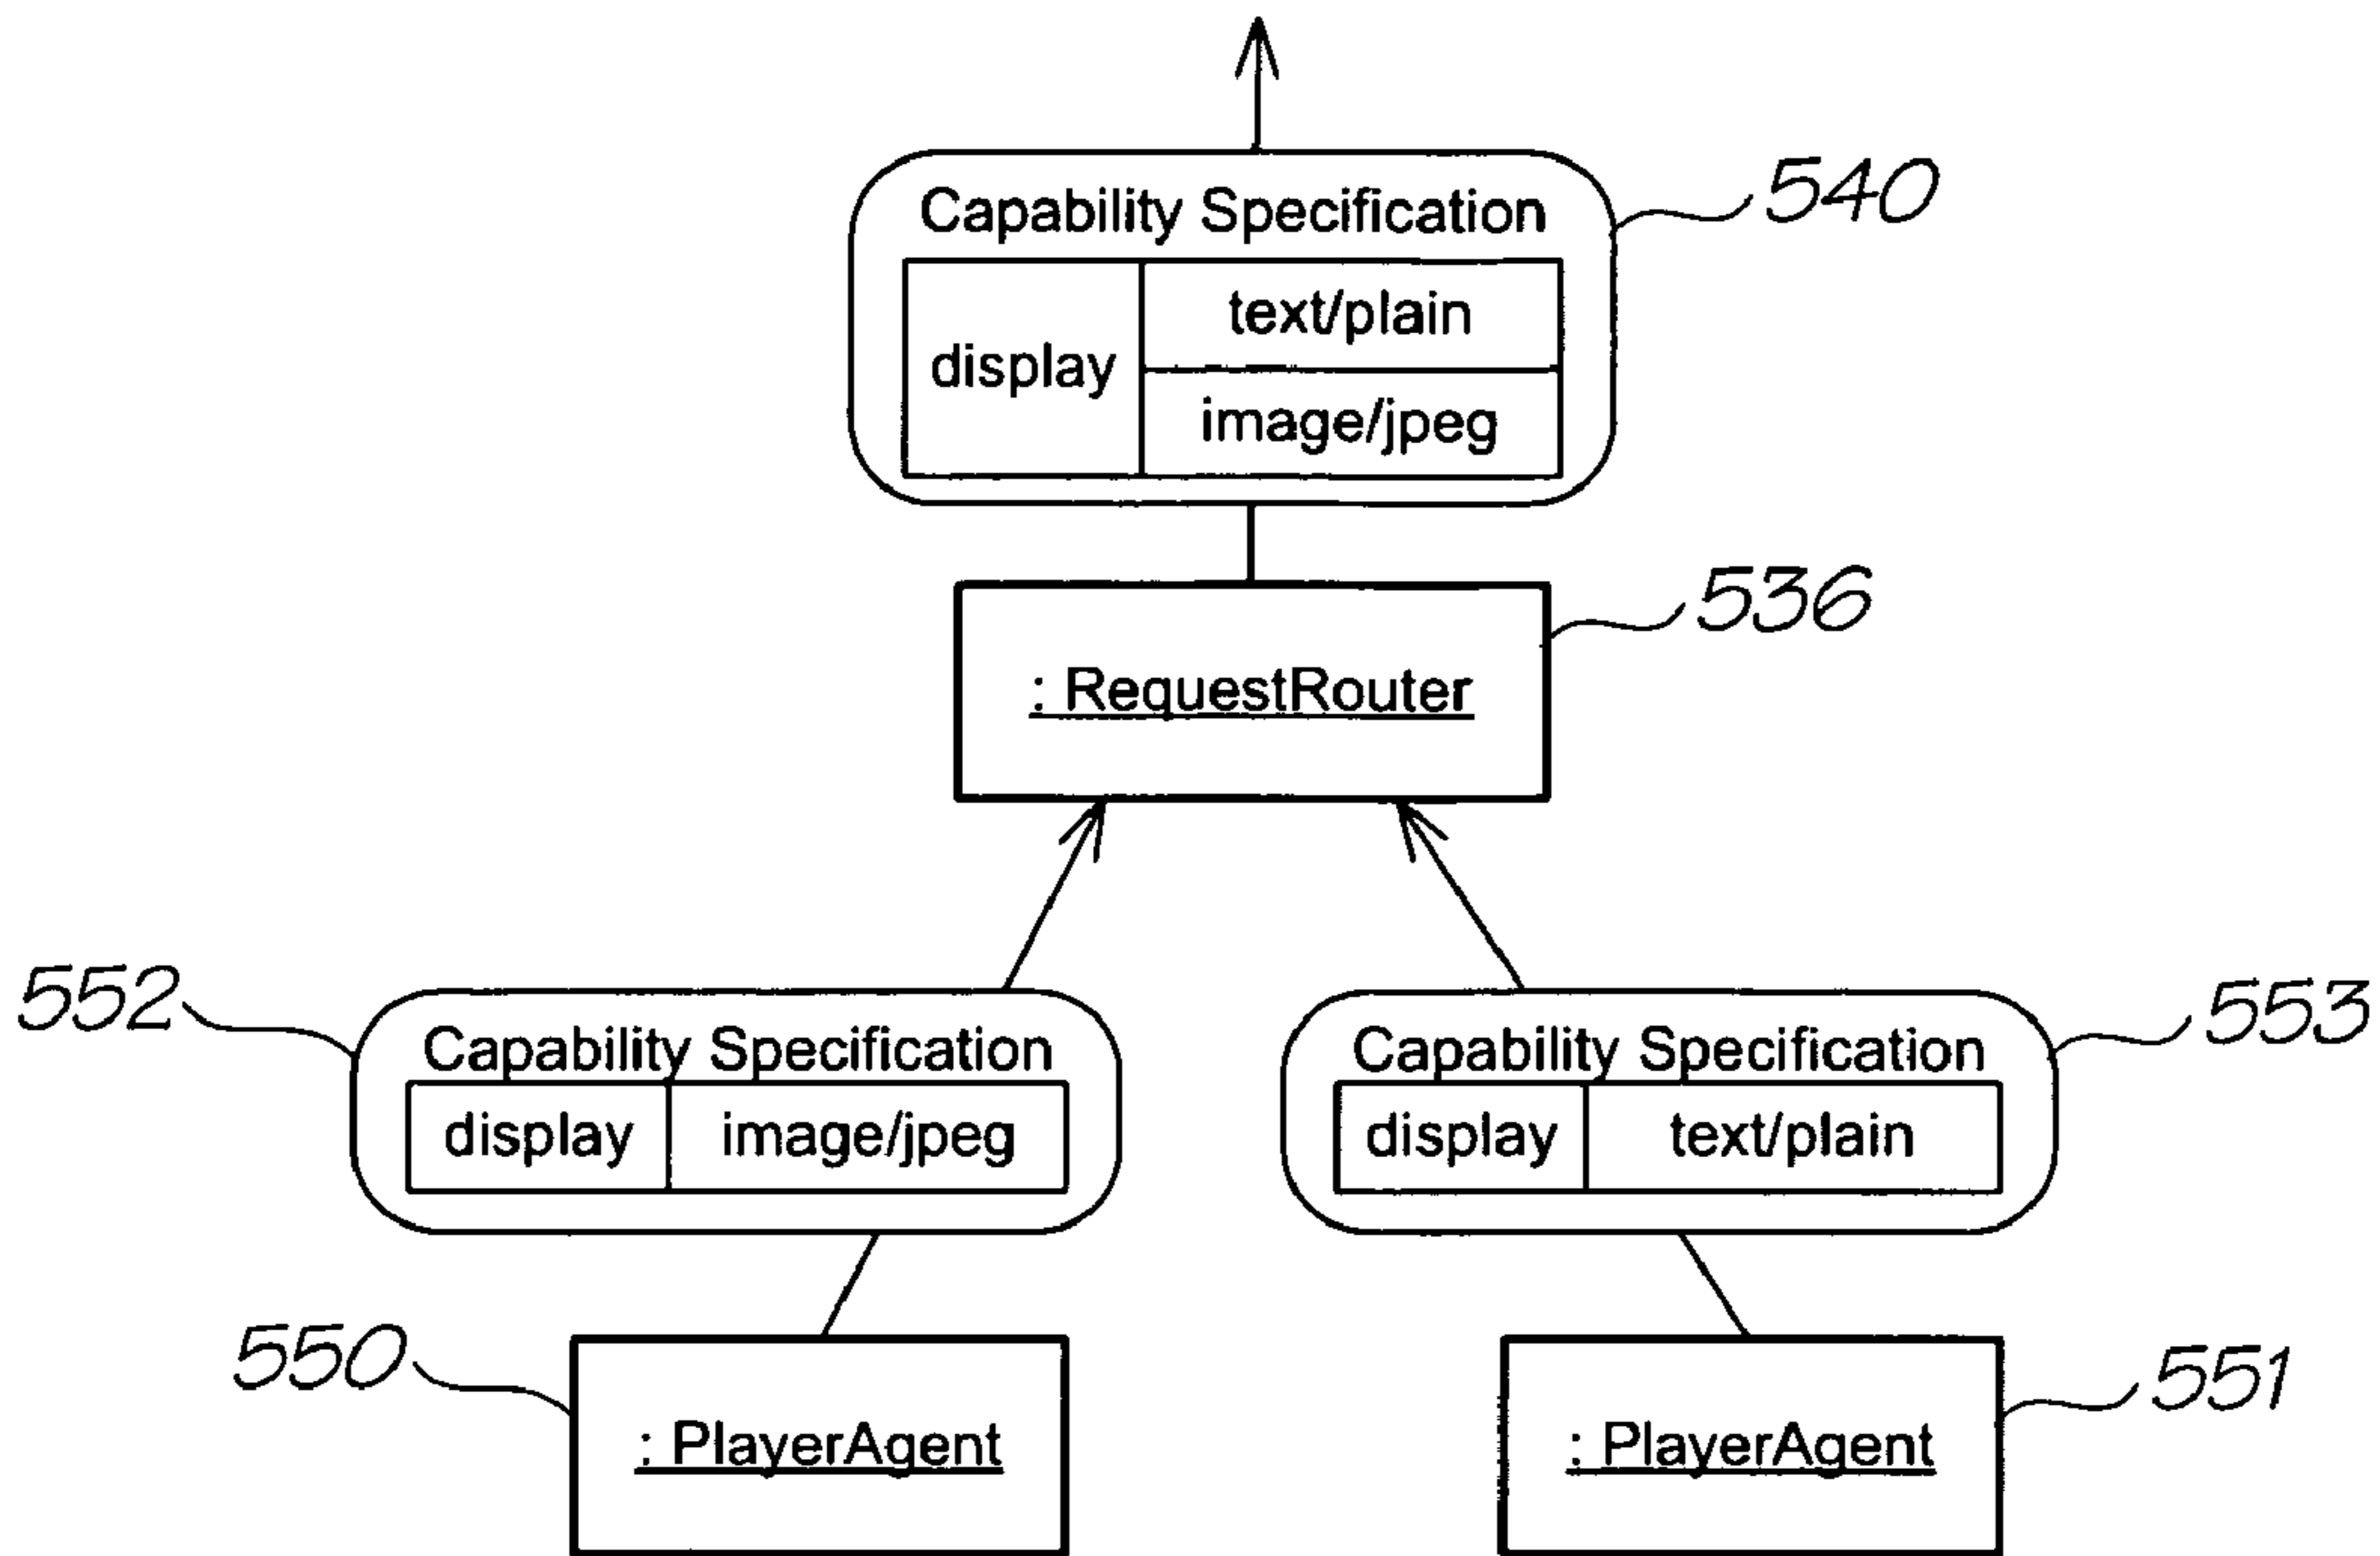 Capability Specification
540
display
text/plain
image/jpeg
536
: RequestRouter
552
Capability Specification
display image/jpeg
553
Capability Specification
display text/plain
550
: PlayerAgent
551
: PlayerAgent